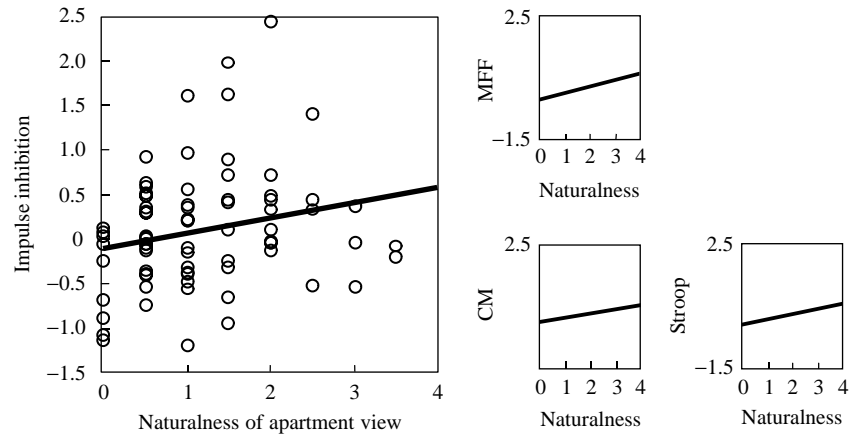 2.5
2.0
1.5
1.0
0.5
0
−0.5
−1.0
−1.5
Impulse inhibition
0 1 2 3 4
Naturalness of apartment view
2.5
MFF
−1.5
0 1 2 3 4
Naturalness
2.5
CM
−1.5
0 1 2 3 4
Naturalness
2.5
Stroop
−1.5
0 1 2 3 4
Naturalness